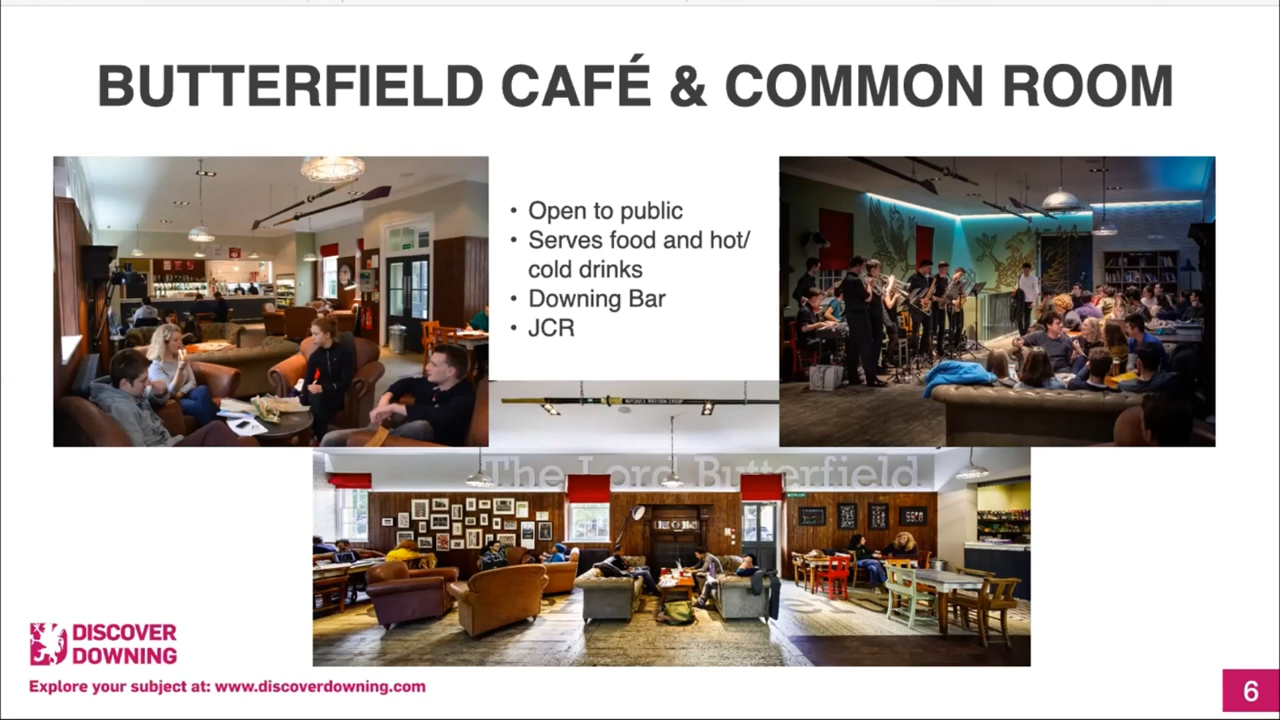 BUTTERFIELD CAFÉ & COMMON ROOM
• Open to public
• Serves food and hot/
cold drinks
• Downing Bar
• JCR
The Lord Butterfield
DISCOVER
DOWNING
Explore your subject at: www.discoverdowning.com
6